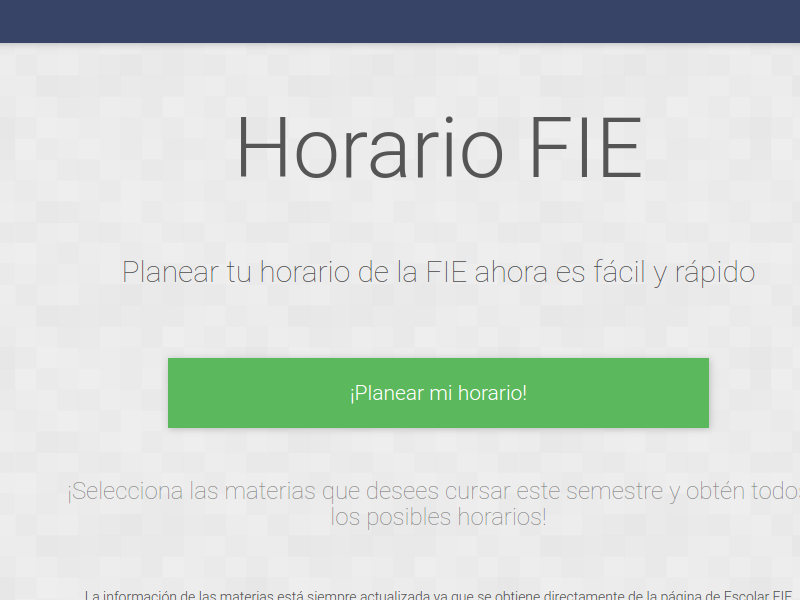 Horario FIE
Planear tu horario de la FIE ahora es fácil y rápido
¡Planear mi horario!
¡Selecciona las materias que desees cursar este semestre y obtén todos
los posibles horarios!
La información de las materias está siempre actualizada ya que se obtiene directamente de la página de Escolar FIE